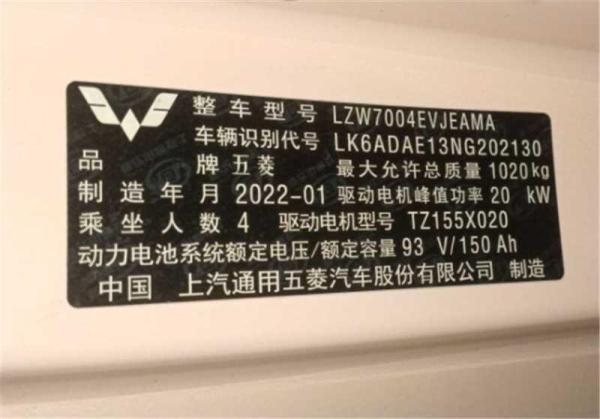 整车型号 LZW7004EVJEAMA
车辆识别代号 LK6ADAE13NG202130
品牌 五菱 最大允许总质量 1020kg
制造年月 2022-01 驱动电机峰值功率 20 kW
乘坐人数 4 驱动电机型号 TZ155X020
动力电池系统额定电压/额定容量 93 V/150 Ah
中国 上汽通用五菱汽车股份有限公司 制造